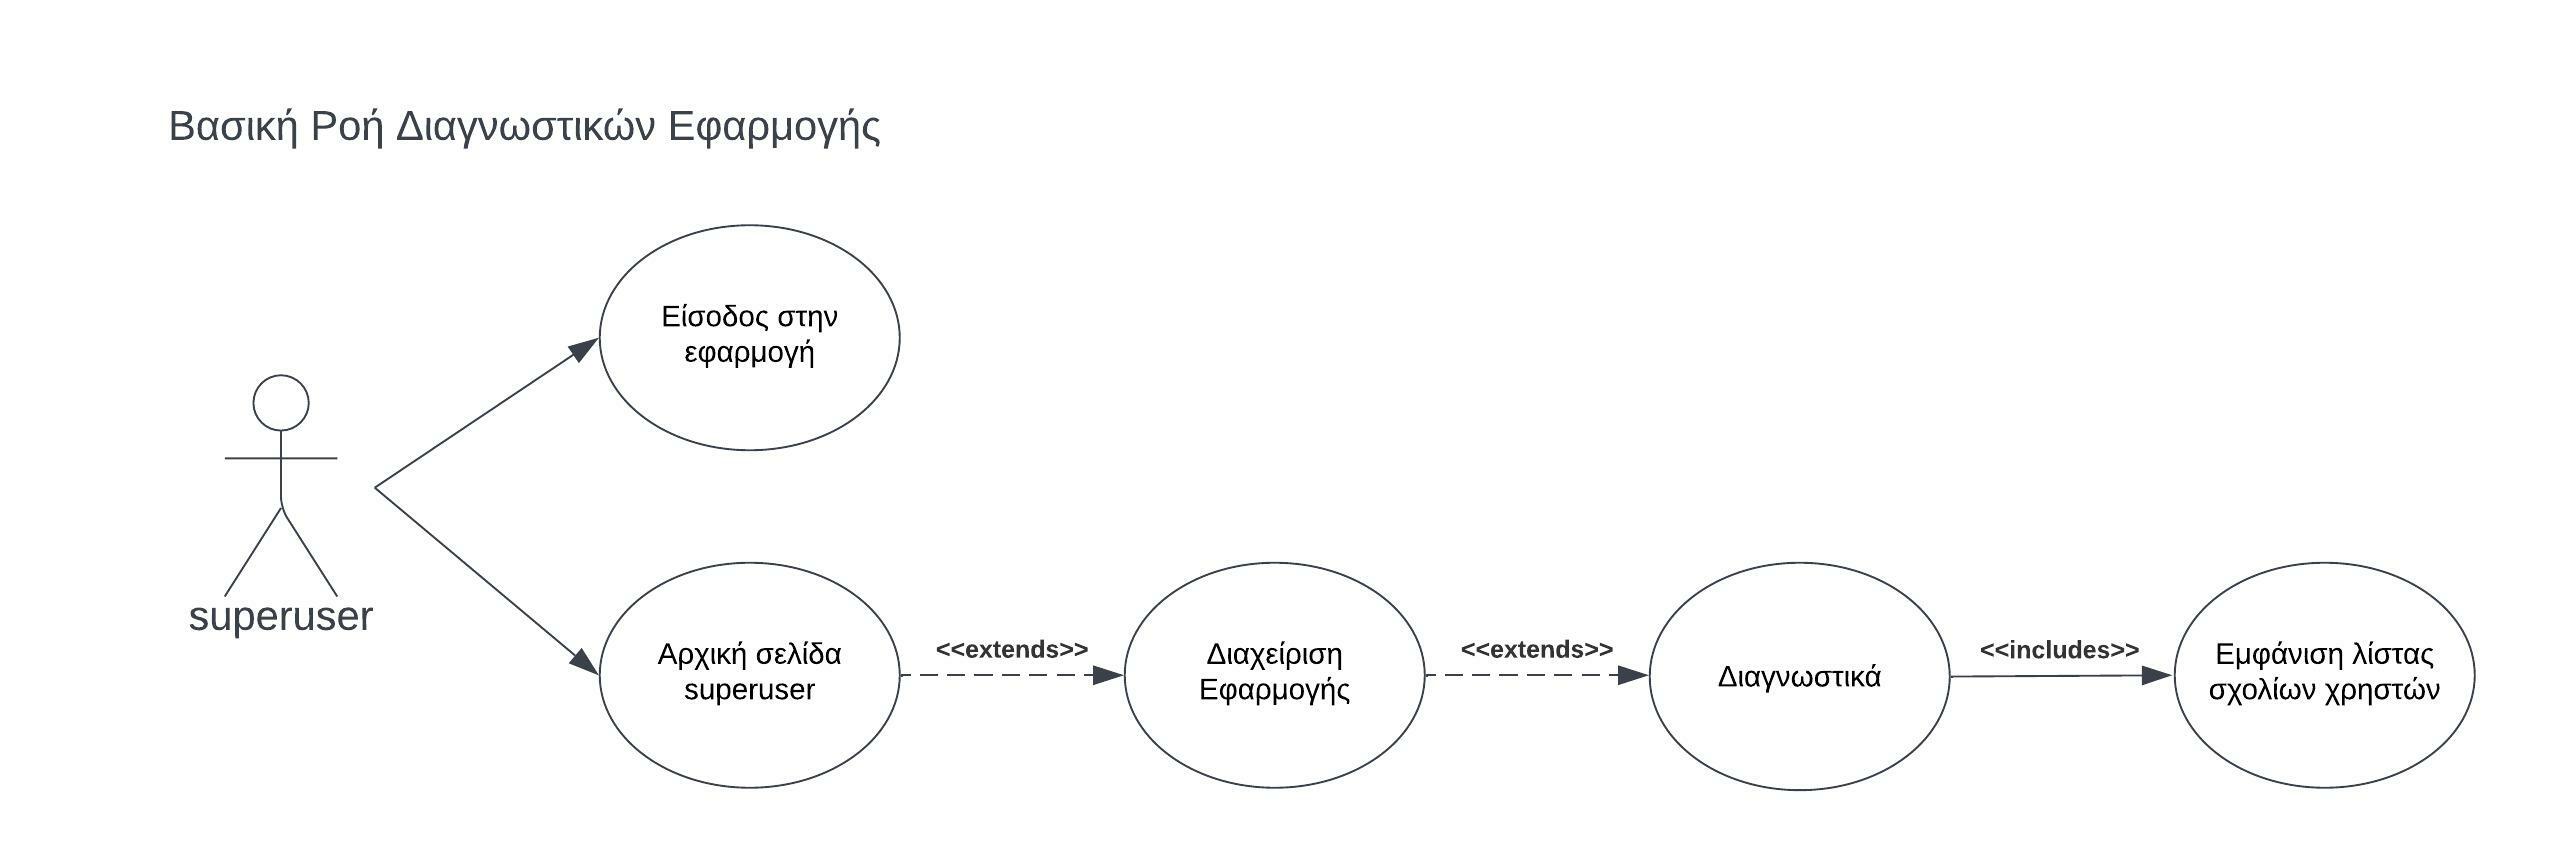 Βασική Ροή Διαγνωστικών Εφαρμογής
Είσοδος στην
εφαρμογή
superuser
Αρχική σελίδα
superuser
<<extends>>
Διαχείριση
Εφαρμογής
<<extends>>
Διαγνωστικά
<<includes>>
Εμφάνιση λίστας
σχολίων χρηστών